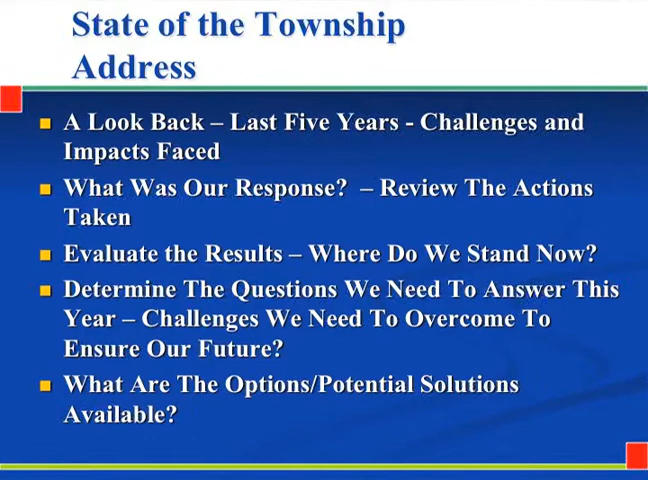 State of the Township
Address
A Look Back – Last Five Years - Challenges and
Impacts Faced
What Was Our Response?  – Review The Actions
Taken
Evaluate the Results – Where Do We Stand Now?
Determine The Questions We Need To Answer This
Year – Challenges We Need To Overcome To
Ensure Our Future?
What Are The Options/Potential Solutions
Available?